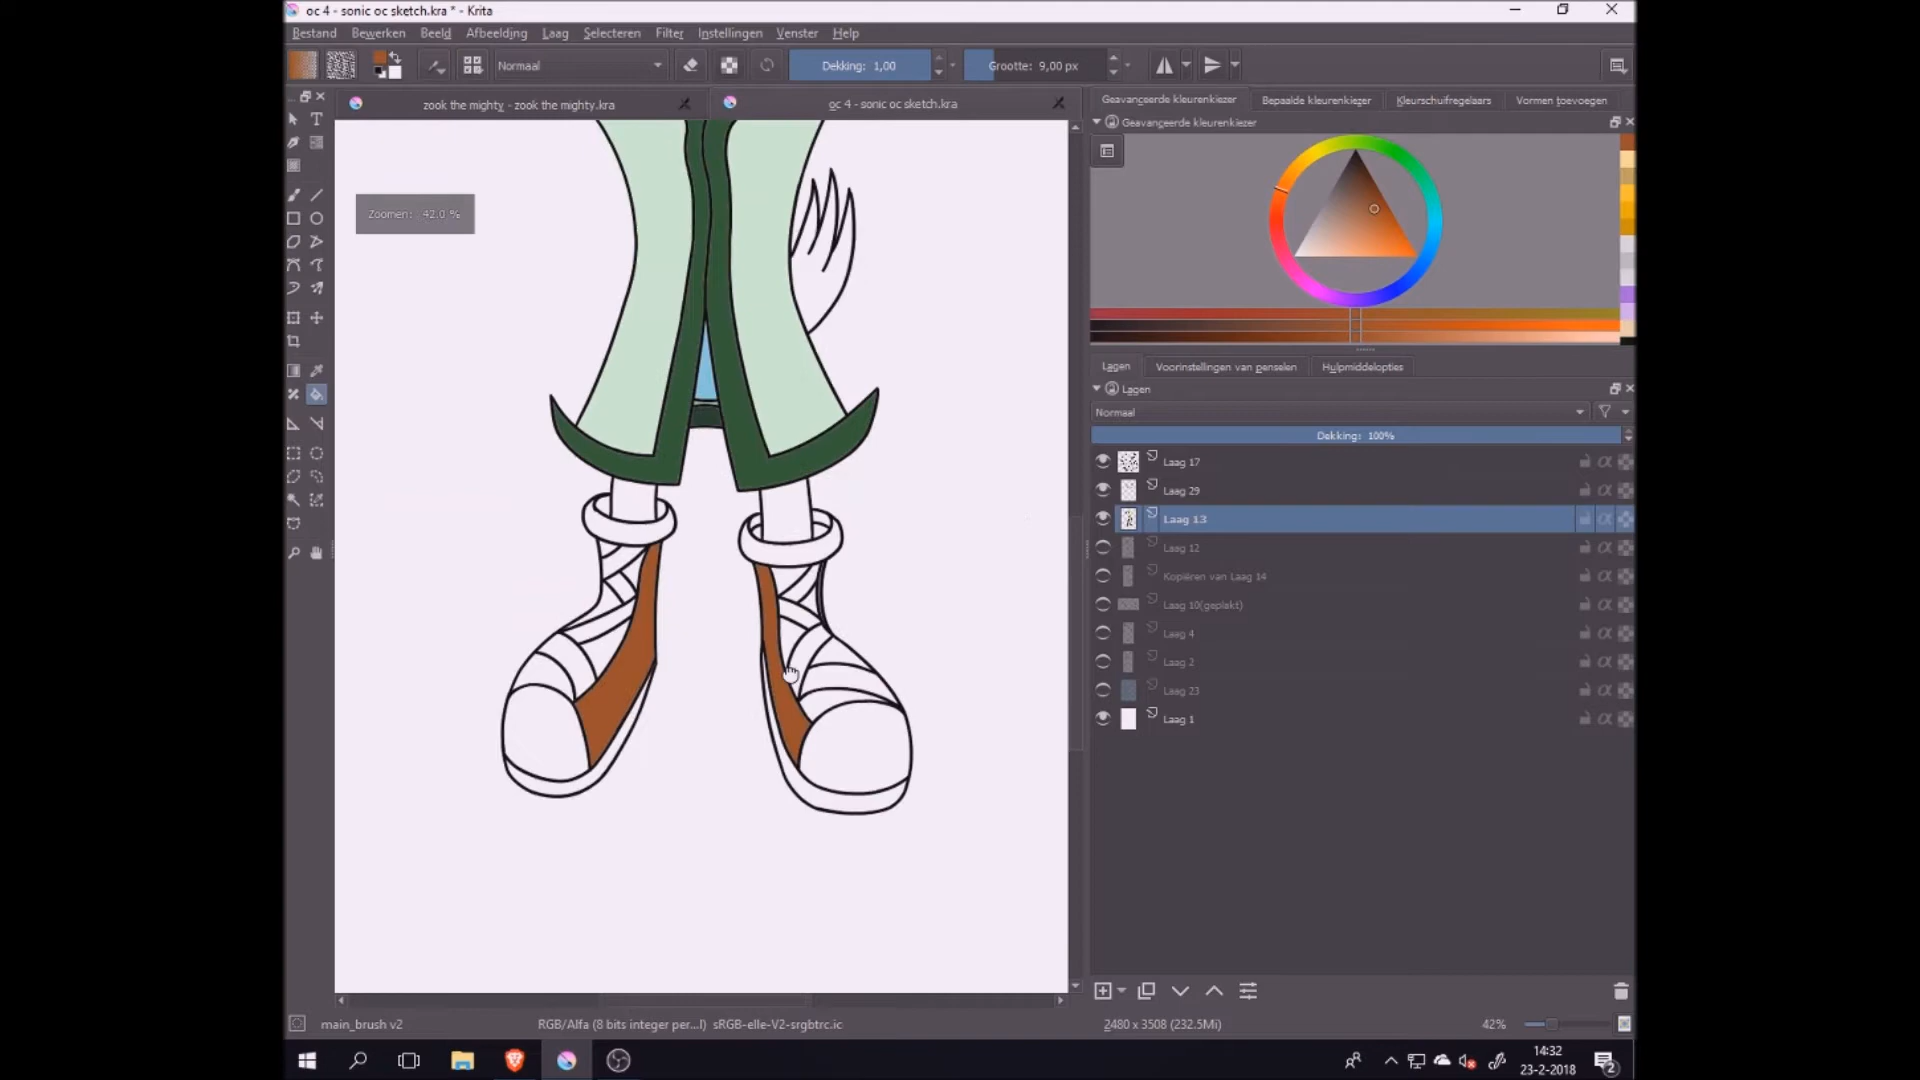 oc 4 - sonic oc sketch.kra * - Krita
Bestand Bewerken Beeld Afbeelding Laag Selecteren Filter Instellingen Venster Help
Normaal Dekking: 1,00 Grootte: 9,00 px
zook the mighty - zook the mighty.kra oc 4 - sonic oc sketch.kra
Geavanceerde kleurenkiezer Bepaalde kleurenkiezer Kleurschuifregelaars Vormen toevoegen
Geavanceerde kleurenkiezer
Zoomen: 42.0 %
Lagen Voorinstellingen van penselen Hulpmiddelopties
Lagen
Normaal
Dekking: 100%
Laag 17
Laag 29
Laag 13
Laag 12
Kopiëren van Laag 14
Laag 10(geplakt)
Laag 4
Laag 2
Laag 23
Laag 1
main_brush v2 RGB/Alfa (8 bits integer per...l) sRGB-elle-V2-srgbtrc.ic 2480 x 3508 (232.5Mi) 42%
14:32
23-2-2018
2